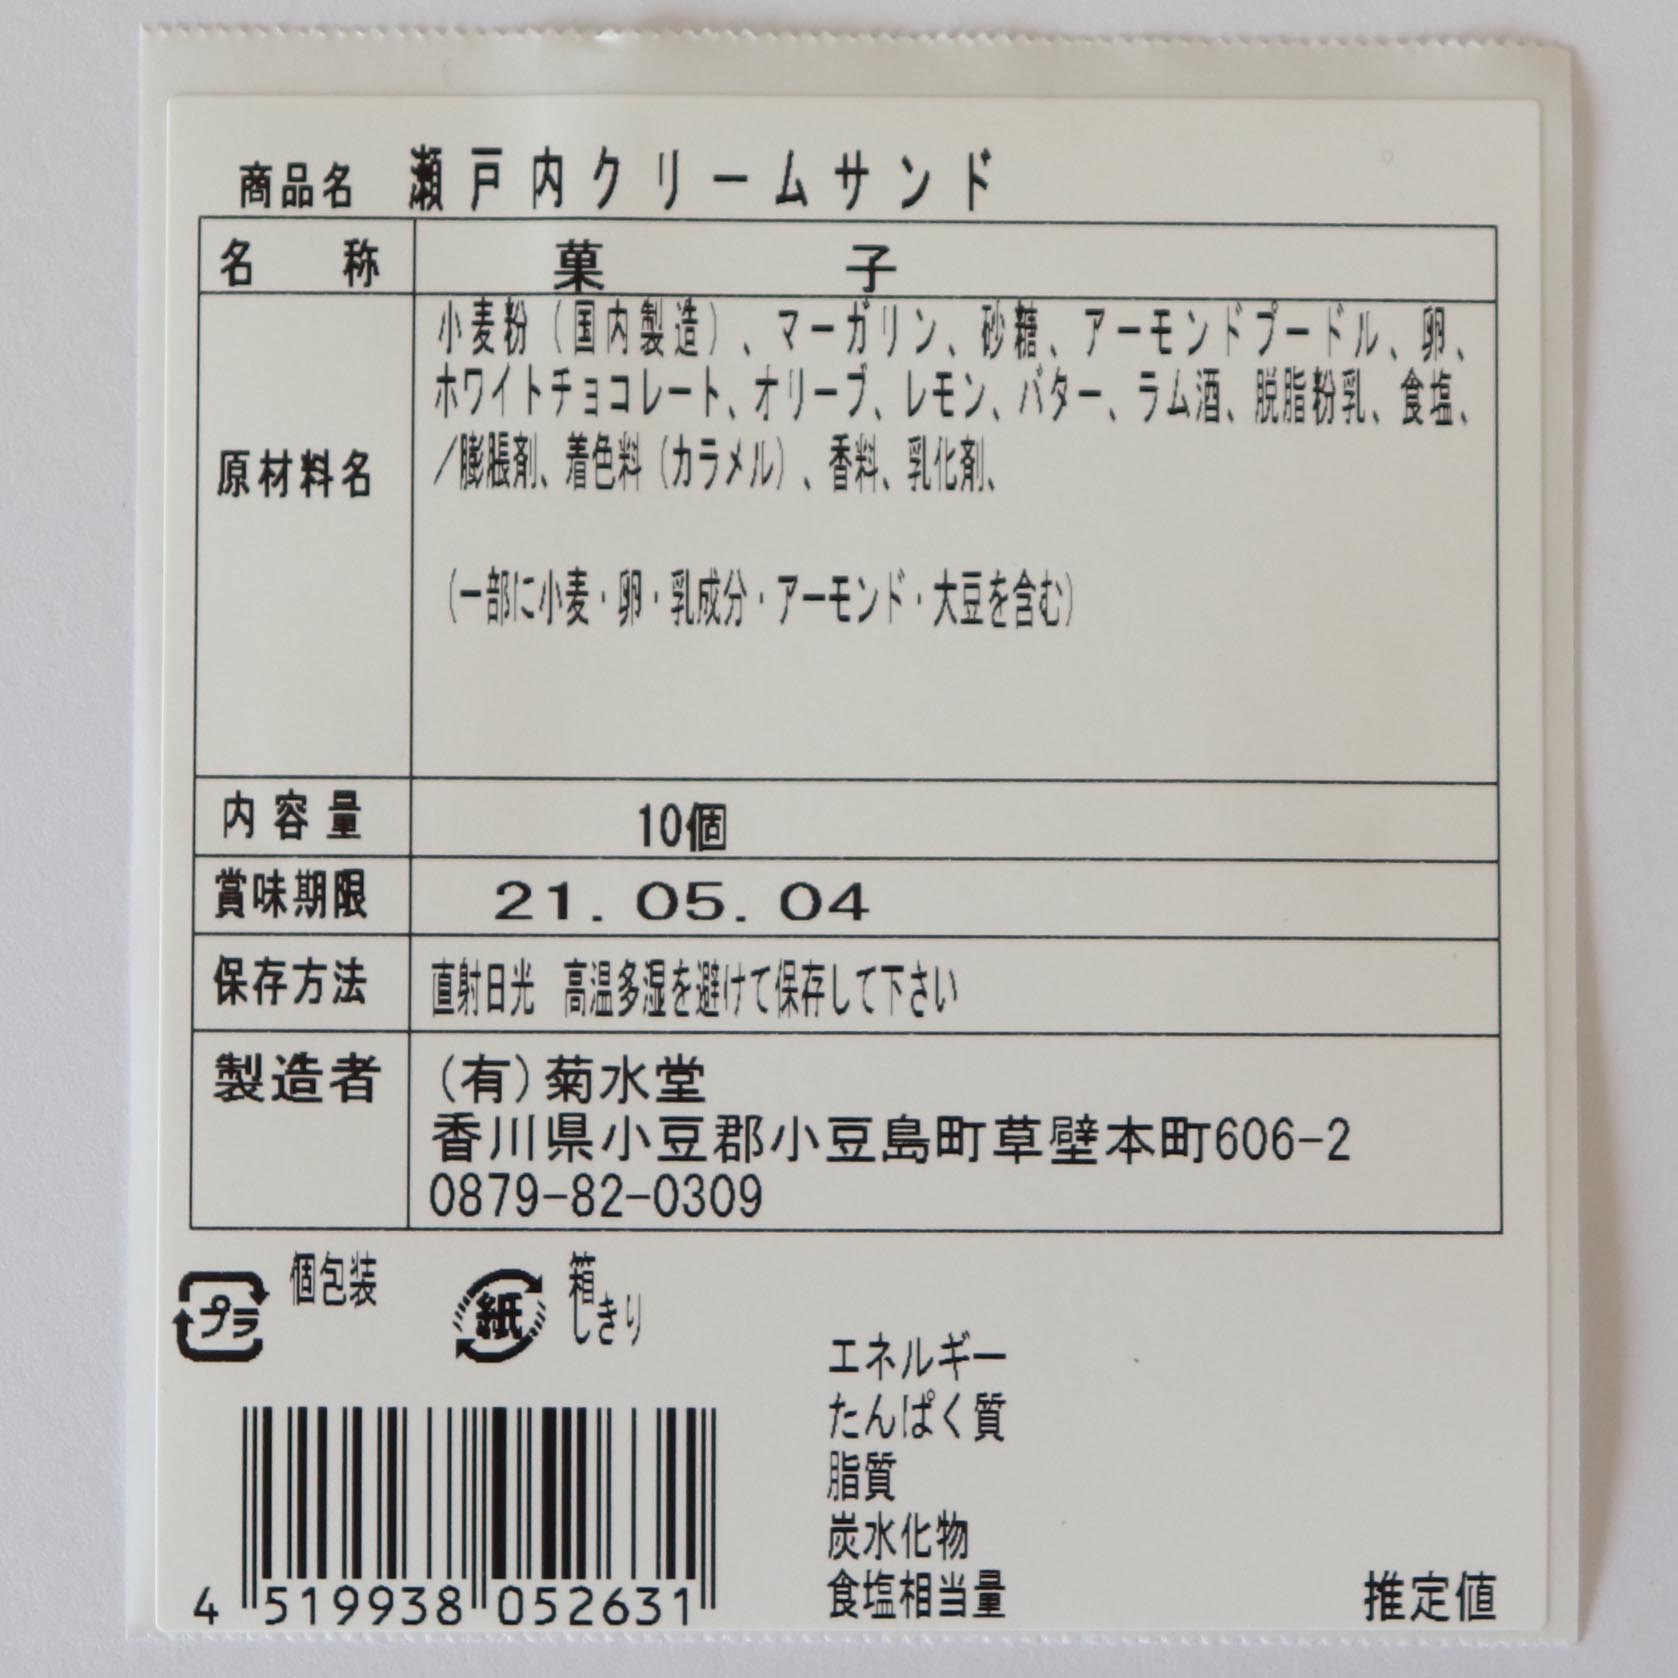 商品名 瀬戸内クリームサンド
名 称 菓 子
原材料名
小麦粉（国内製造）、マーガリン、砂糖、アーモンドプードル、卵、
ホワイトチョコレート、オリーブ、レモン、バター、ラム酒、脱脂粉乳、食塩、
／膨脹剤、着色料（カラメル）、香料、乳化剤、
（一部に小麦・卵・乳成分・アーモンド・大豆を含む）
内容量 10個
賞味期限 21. 05. 04
保存方法 直射日光 高温多湿を避けて保存して下さい
製造者 (有)菊水堂
香川県小豆郡小豆島町草壁本町606-2
0879-82-0309
プラ 個包装 紙 箱
しきり
エネルギー
たんぱく質
脂質
炭水化物
食塩相当量 推定値
4 519938 052631